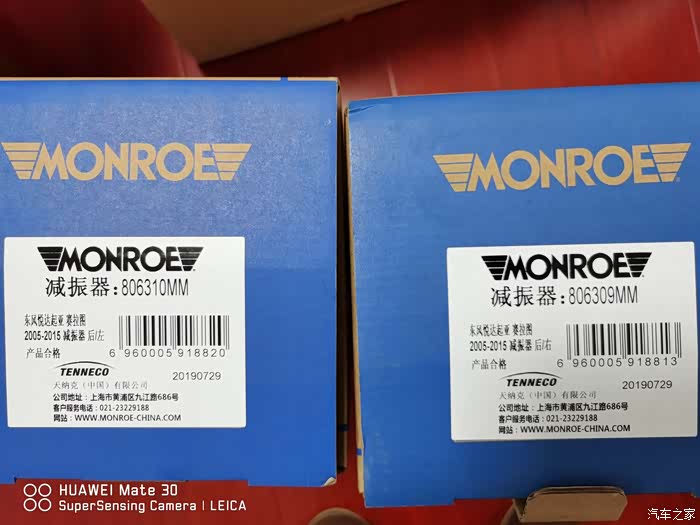 MONROE
MONROE
减振器:806310MM
东风悦达起亚 赛拉图
2005-2015 减振器 后/左
产品合格
6 960005 918820
TENNECO
20190729
天纳克(中国)有限公司
公司地址:上海市黄浦区九江路686号
客户服务电话:021-23229188
网站:WWW.MONROE-CHINA.COM
MONROE
MONROE
减振器:806309MM
东风悦达起亚 赛拉图
2005-2015 减振器 后/右
产品合格
6 960005 918813
TENNECO
20190729
天纳克(中国)有限公司
公司地址:上海市黄浦区九江路686号
客户服务电话:021-23229188
网站:WWW.MONROE-CHINA.COM
HUAWEI Mate 30
SuperSensing Camera | LEICA
汽车之家